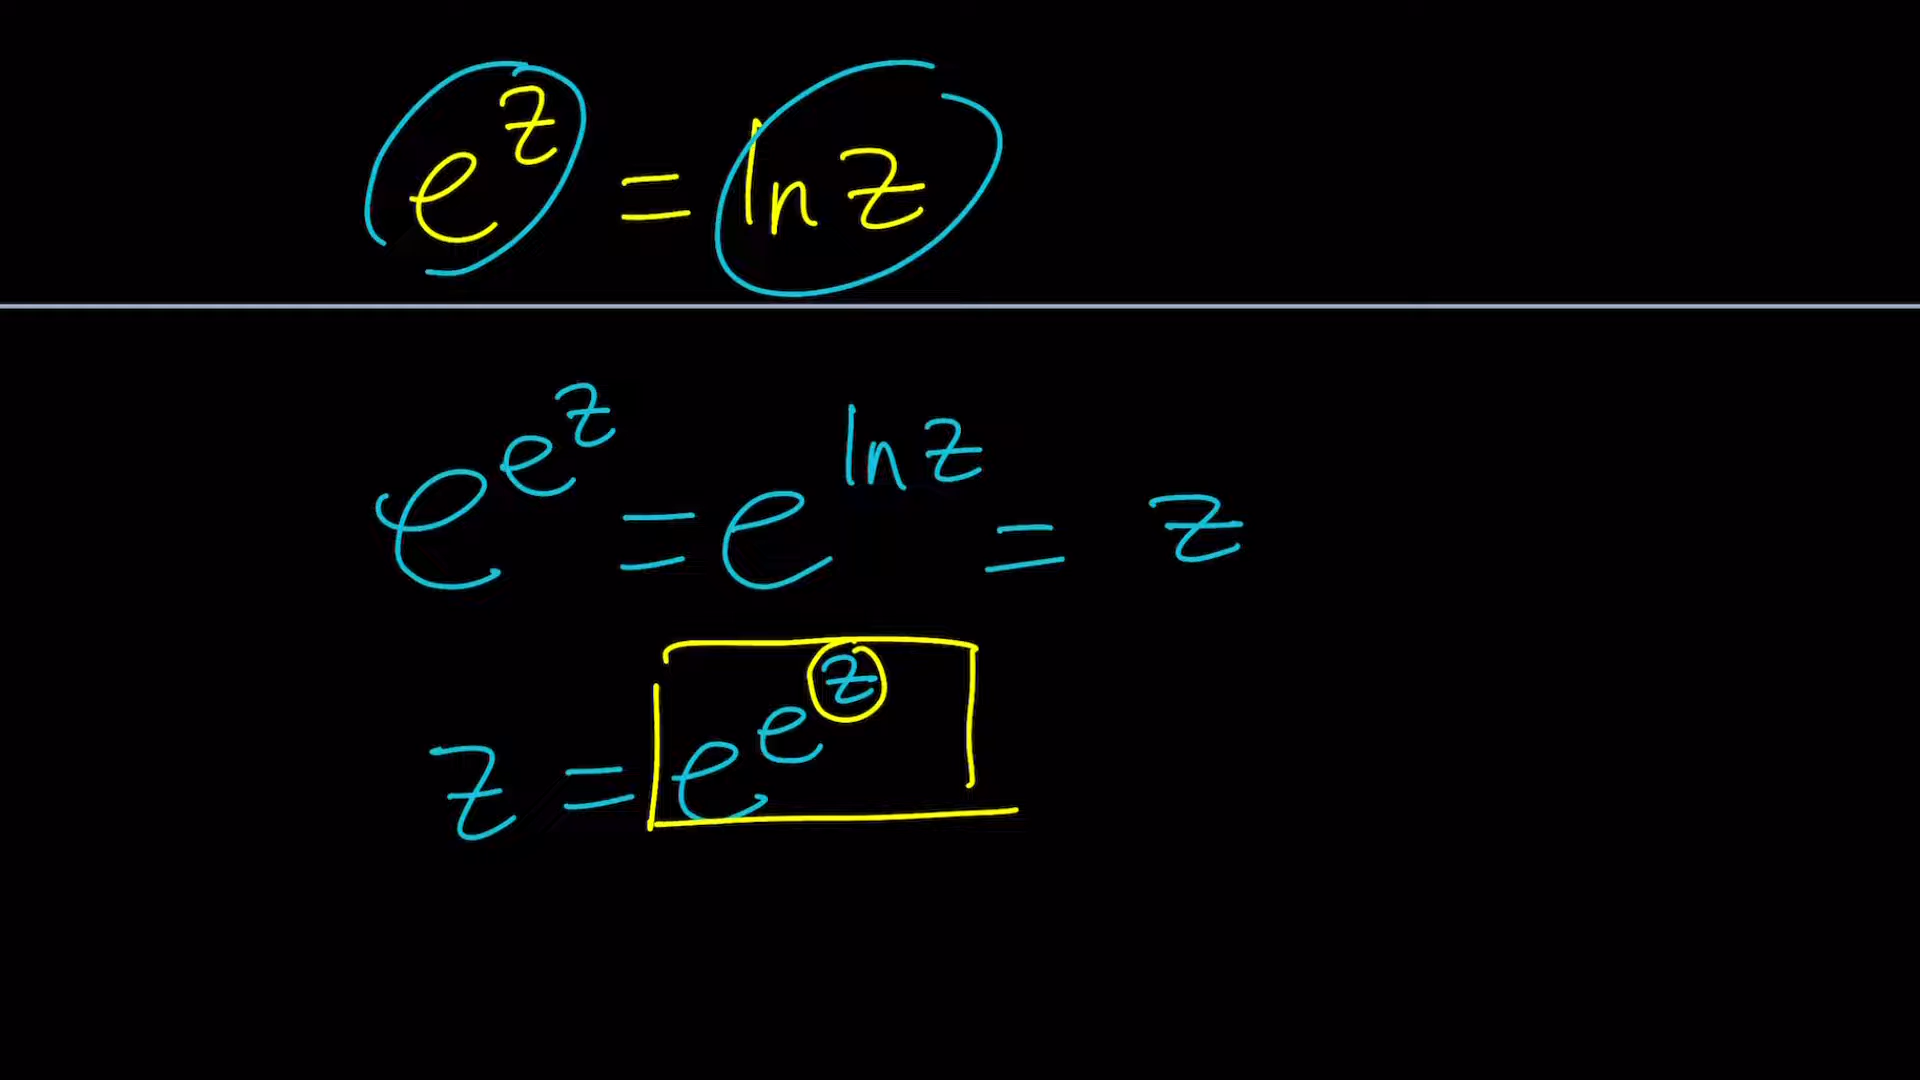 e^z = ln z
e^{e^z} = e^{ln z} = z
z = e^{e^z}